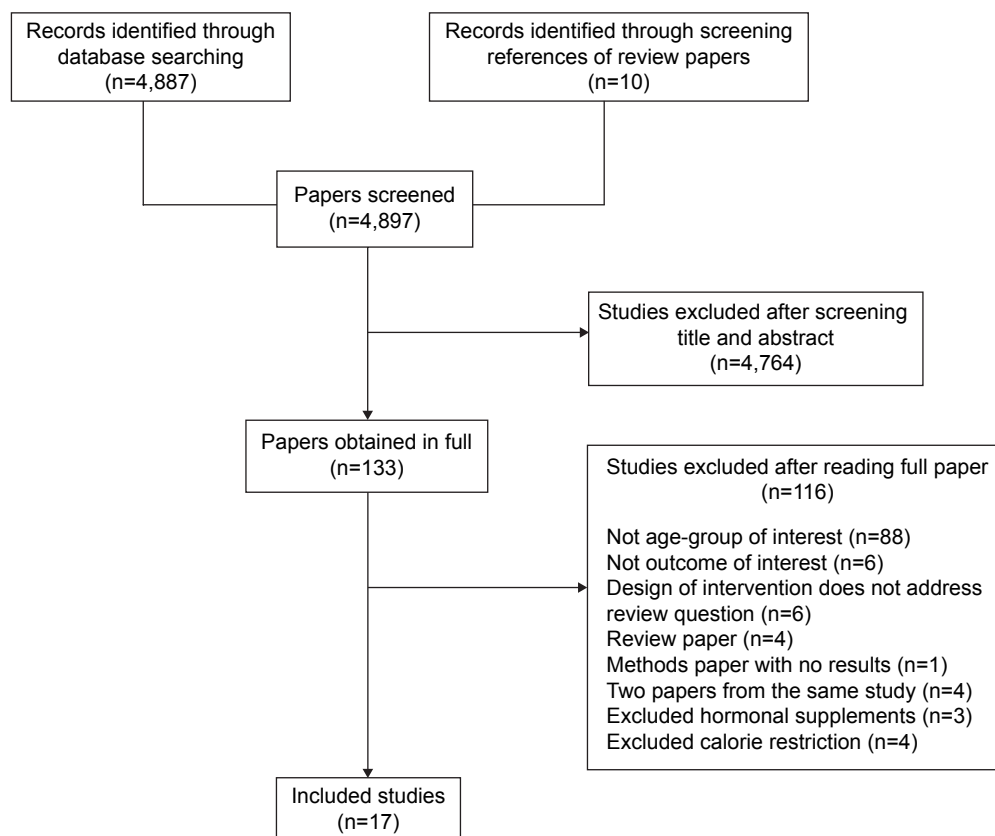 Records identified through
database searching
(n=4,887)
Records identified through screening
references of review papers
(n=10)
Papers screened
(n=4,897)
Studies excluded after screening
title and abstract
(n=4,764)
Papers obtained in full
(n=133)
Studies excluded after reading full paper
(n=116)
Not age-group of interest (n=88)
Not outcome of interest (n=6)
Design of intervention does not address
review question (n=6)
Review paper (n=4)
Methods paper with no results (n=1)
Two papers from the same study (n=4)
Excluded hormonal supplements (n=3)
Excluded calorie restriction (n=4)
Included studies
(n=17)